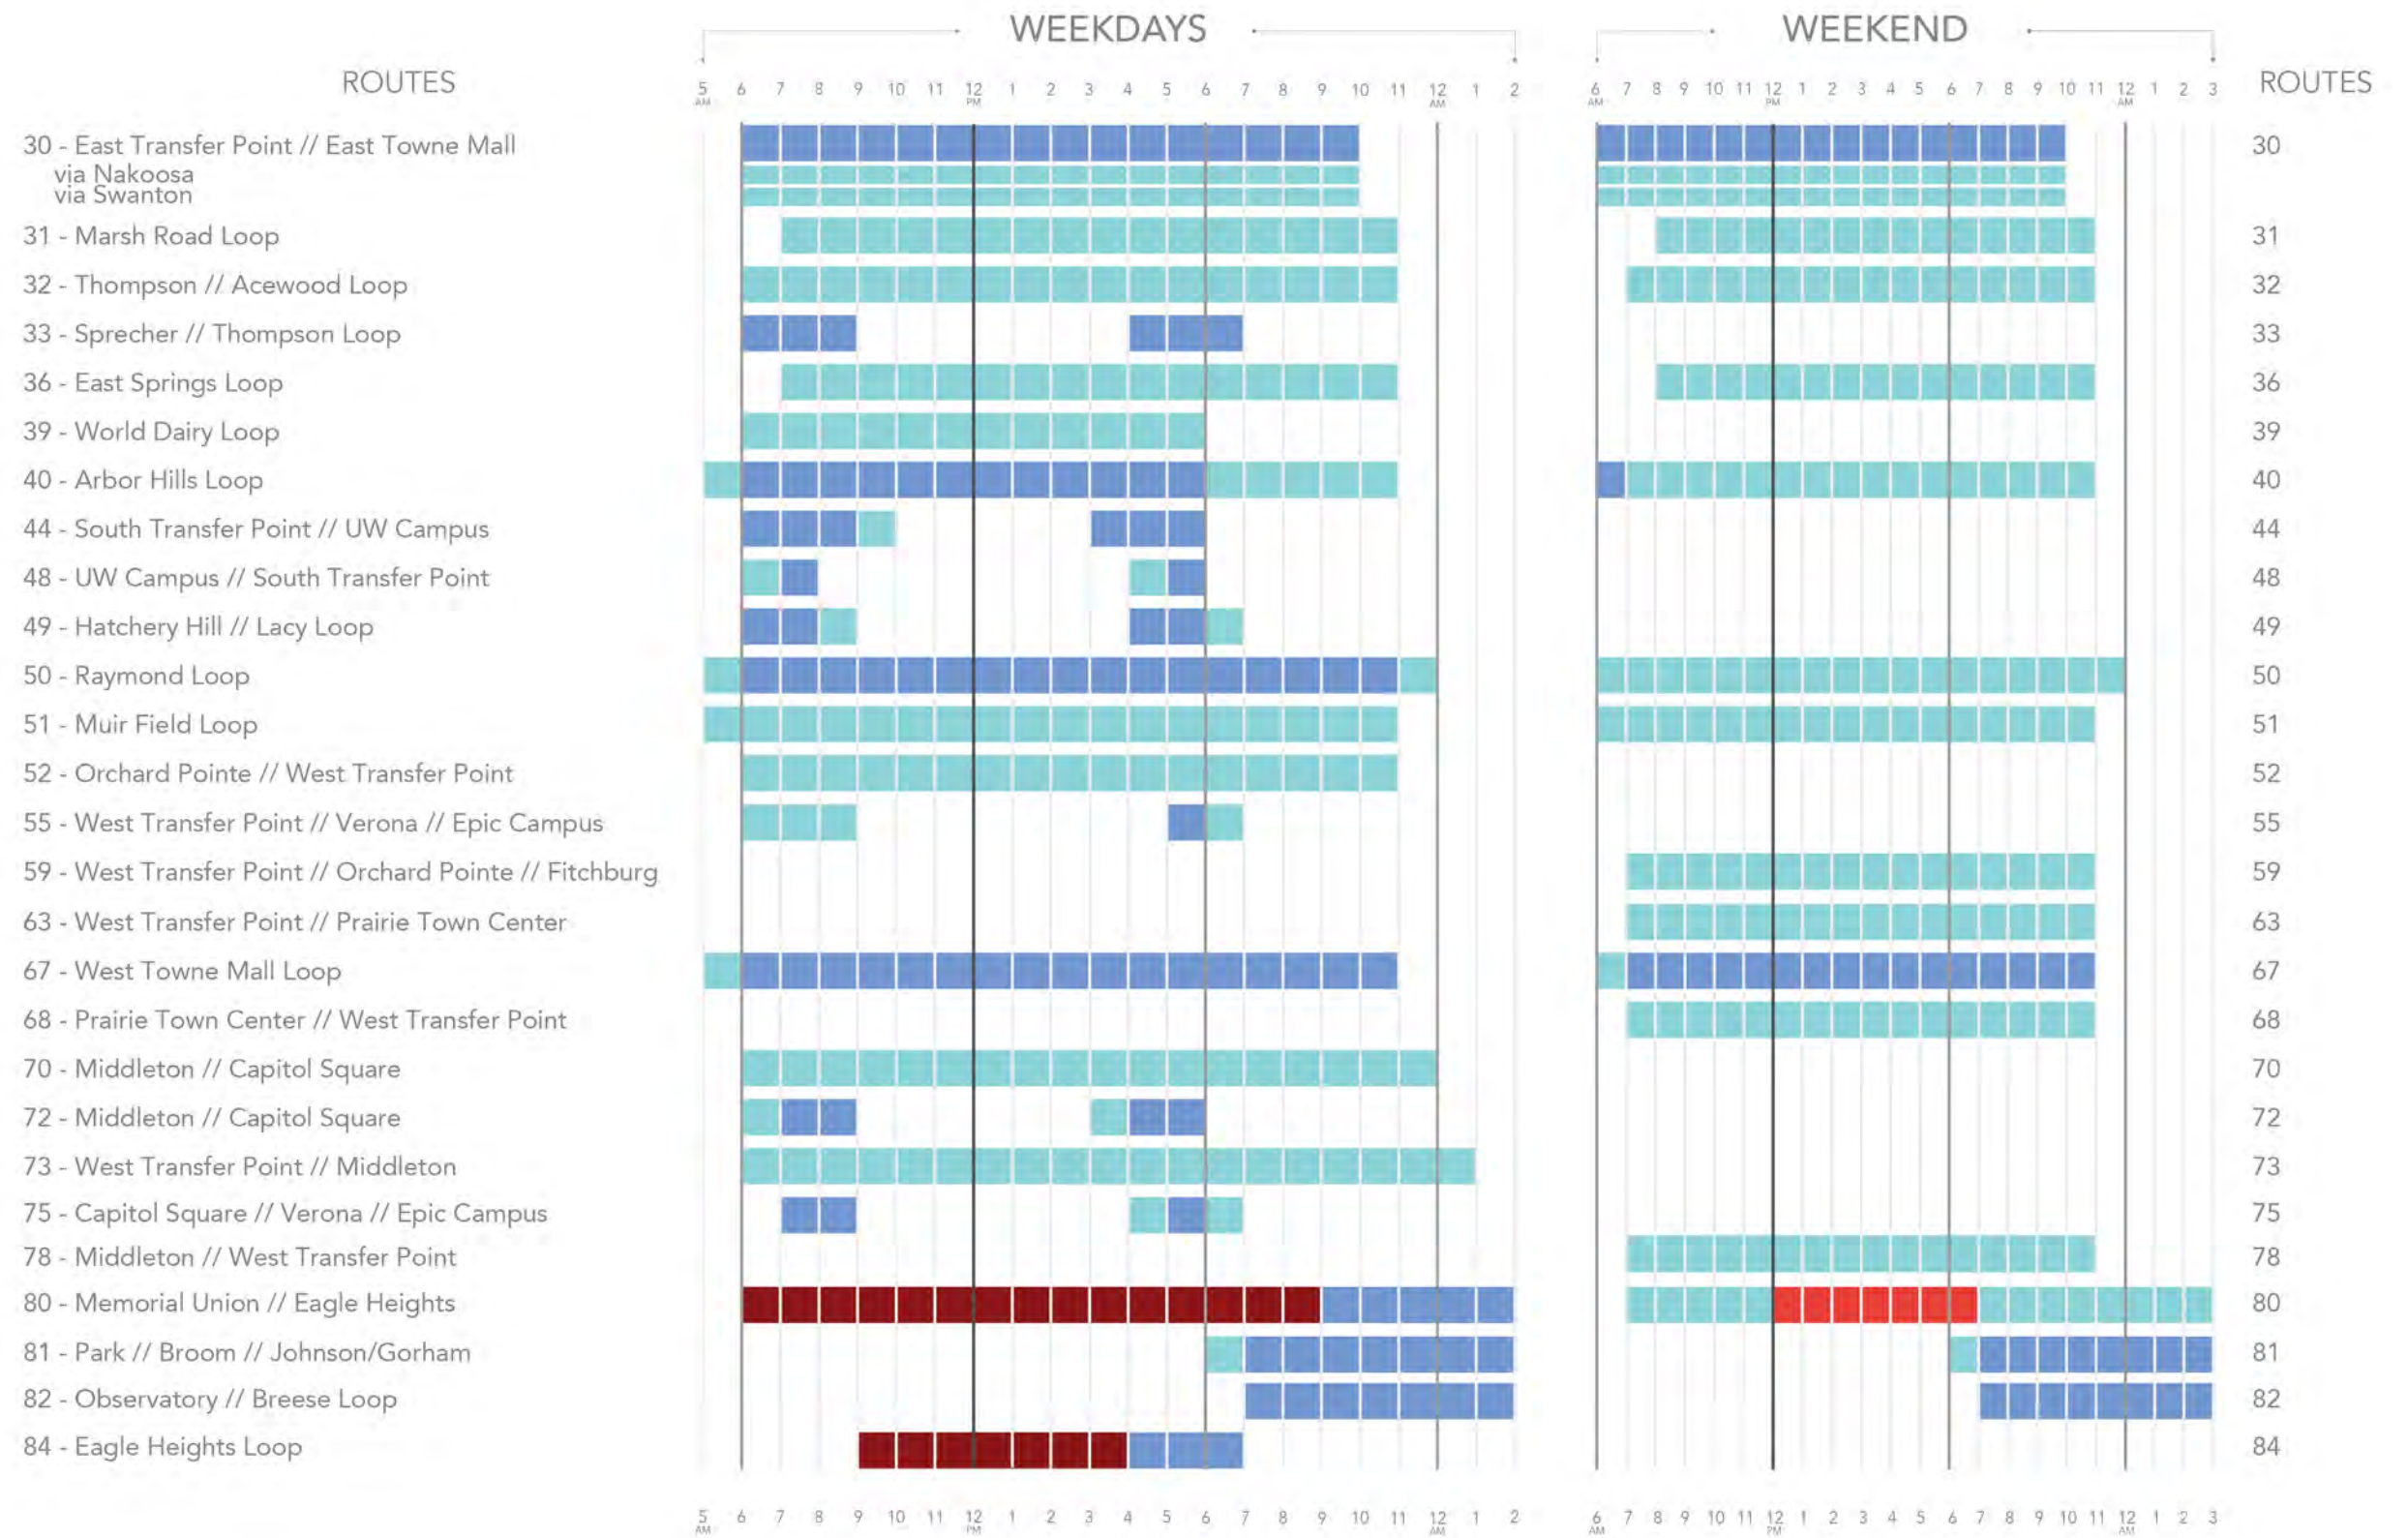 WEEKDAYS WEEKEND
ROUTES 5 AM 6 7 8 9 10 11 12 PM 1 2 3 4 5 6 7 8 9 10 11 12 AM 1 2 6 AM 7 8 9 10 11 12 PM 1 2 3 4 5 6 7 8 9 10 11 12 AM 1 2 3 ROUTES
30 - East Transfer Point // East Towne Mall 30
via Nakoosa
via Swanton
31 - Marsh Road Loop 31
32 - Thompson // Acewood Loop 32
33 - Sprecher // Thompson Loop 33
36 - East Springs Loop 36
39 - World Dairy Loop 39
40 - Arbor Hills Loop 40
44 - South Transfer Point // UW Campus 44
48 - UW Campus // South Transfer Point 48
49 - Hatchery Hill // Lacy Loop 49
50 - Raymond Loop 50
51 - Muir Field Loop 51
52 - Orchard Pointe // West Transfer Point 52
55 - West Transfer Point // Verona // Epic Campus 55
59 - West Transfer Point // Orchard Pointe // Fitchburg 59
63 - West Transfer Point // Prairie Town Center 63
67 - West Towne Mall Loop 67
68 - Prairie Town Center // West Transfer Point 68
70 - Middleton // Capitol Square 70
72 - Middleton // Capitol Square 72
73 - West Transfer Point // Middleton 73
75 - Capitol Square // Verona // Epic Campus 75
78 - Middleton // West Transfer Point 78
80 - Memorial Union // Eagle Heights 80
81 - Park // Broom // Johnson/Gorham 81
82 - Observatory // Breese Loop 82
84 - Eagle Heights Loop 84
5 AM 6 7 8 9 10 11 12 PM 1 2 3 4 5 6 7 8 9 10 11 12 AM 1 2 6 AM 7 8 9 10 11 12 PM 1 2 3 4 5 6 7 8 9 10 11 12 AM 1 2 3